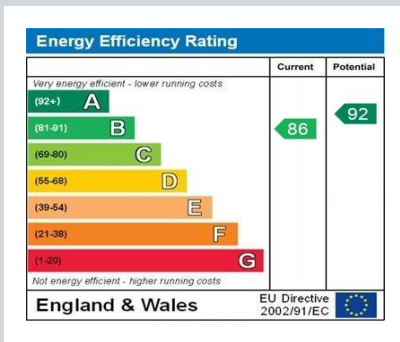 Energy Efficiency Rating
Current Potential
Very energy efficient - lower running costs
(92+) A
(81-91) B
(69-80) C
(55-68) D
(39-54) E
(21-38) F
(1-20) G
86
92
Not energy efficient - higher running costs
England & Wales
EU Directive
2002/91/EC